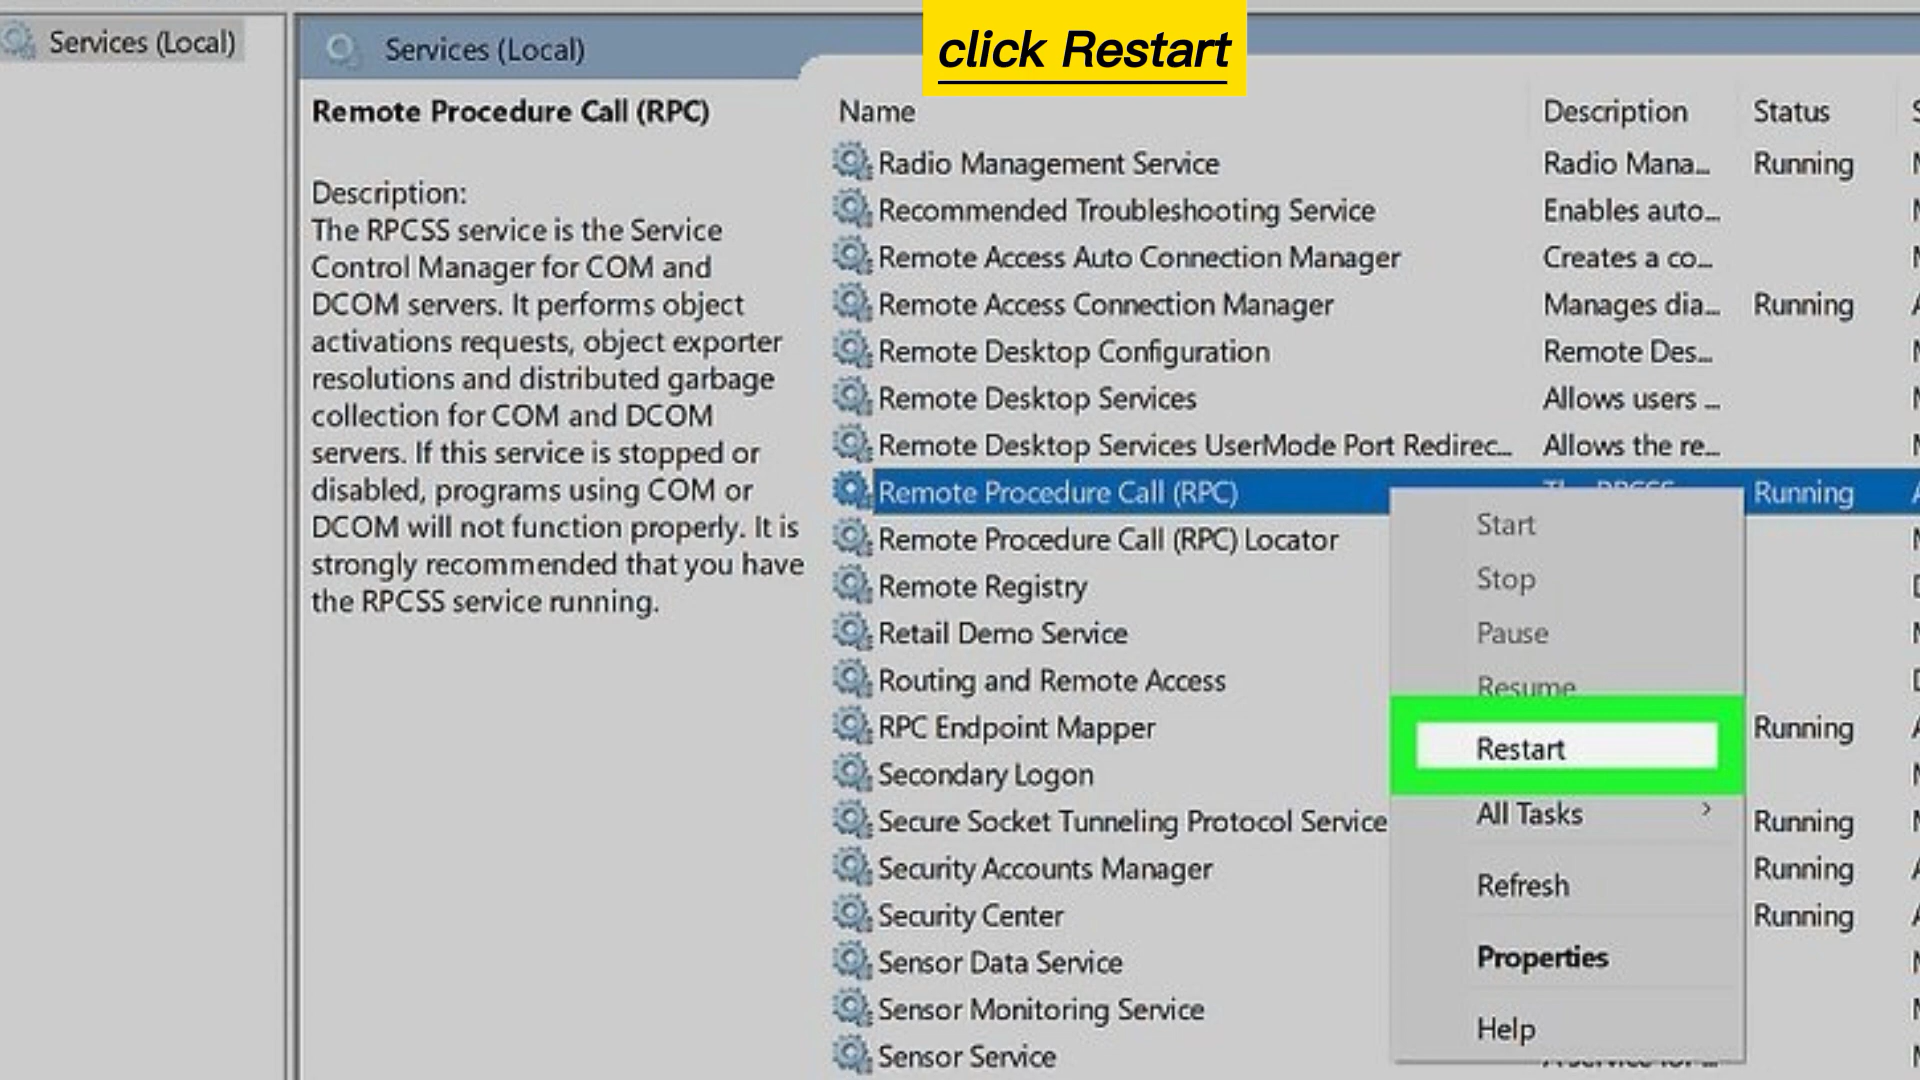 click Restart
Services (Local)
Services (Local)
Remote Procedure Call (RPC)
Description:
The RPCSS service is the Service
Control Manager for COM and
DCOM servers. It performs object
activations requests, object exporter
resolutions and distributed garbage
collection for COM and DCOM
servers. If this service is stopped or
disabled, programs using COM or
DCOM will not function properly. It is
strongly recommended that you have
the RPCSS service running.
Name Description Status
Radio Management Service Radio Mana... Running
Recommended Troubleshooting Service Enables auto...
Remote Access Auto Connection Manager Creates a co...
Remote Access Connection Manager Manages dia... Running
Remote Desktop Configuration Remote Des...
Remote Desktop Services Allows users ...
Remote Desktop Services UserMode Port Redirec... Allows the re...
Remote Procedure Call (RPC) Running
Remote Procedure Call (RPC) Locator
Remote Registry
Retail Demo Service
Routing and Remote Access
RPC Endpoint Mapper Running
Secondary Logon
Secure Socket Tunneling Protocol Service Running
Security Accounts Manager Running
Security Center Running
Sensor Data Service
Sensor Monitoring Service
Sensor Service
Start
Stop
Pause
Resume
Restart
All Tasks
Refresh
Properties
Help